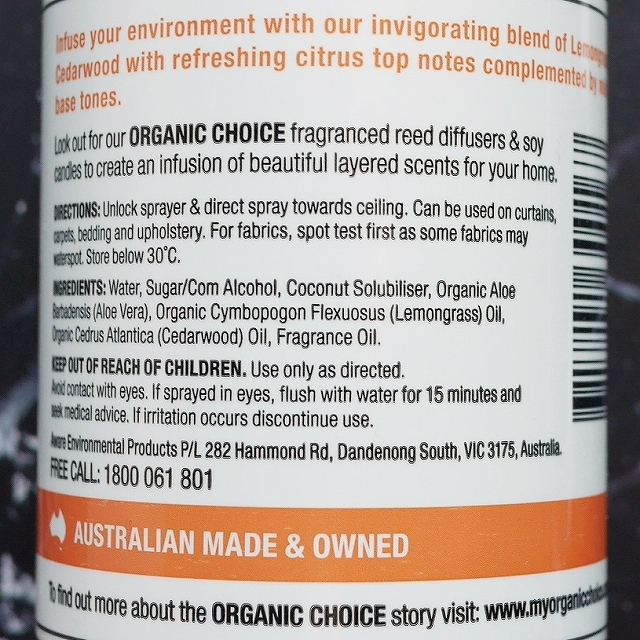 Infuse your environment with our invigorating blend of
Cedarwood with refreshing citrus top notes complemented by
base tones.
Look out for our ORGANIC CHOICE fragranced reed diffusers & soy
candles to create an infusion of beautiful layered scents for your home.
DIRECTIONS: Unlock sprayer & direct spray towards ceiling. Can be used on curtains,
carpets, bedding and upholstery. For fabrics, spot test first as some fabrics may
waterspot. Store below 30°C.
INGREDIENTS: Water, Sugar/Corn Alcohol, Coconut Solubiliser, Organic Aloe
Barbadensis (Aloe Vera), Organic Cymbopogon Flexuosus (Lemongrass) Oil,
Organic Cedrus Atlantica (Cedarwood) Oil, Fragrance Oil.
KEEP OUT OF REACH OF CHILDREN. Use only as directed.
Avoid contact with eyes. If sprayed in eyes, flush with water for 15 minutes and
seek medical advice. If irritation occurs discontinue use.
Aware Environmental Products P/L 282 Hammond Rd, Dandenong South, VIC 3175, Australia.
FREE CALL: 1800 061 801
AUSTRALIAN MADE & OWNED
To find out more about the ORGANIC CHOICE story visit: www.myorganicchoice